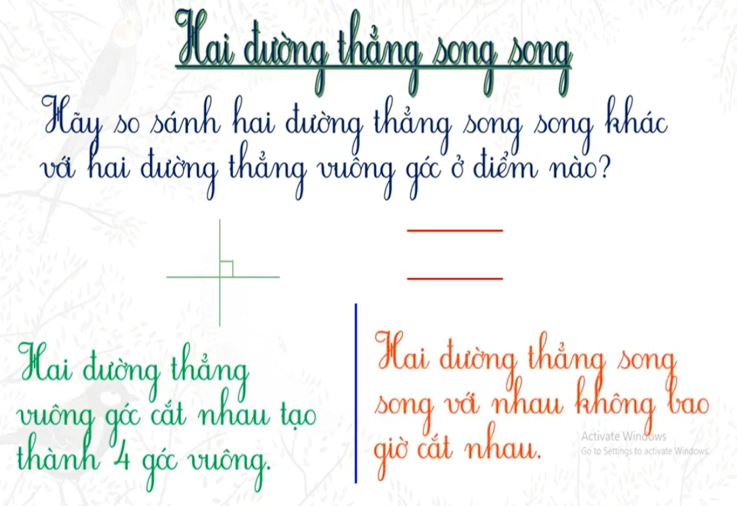 Hai đường thẳng song song
Hãy so sánh hai đường thẳng song song khác
với hai đường thẳng vuông góc ở điểm nào?
Hai đường thẳng
vuông góc cắt nhau tạo
thành 4 góc vuông.
Hai đường thẳng song
song với nhau không bao
giờ cắt nhau.
Activate Windows
Go to Settings to activate Windows.